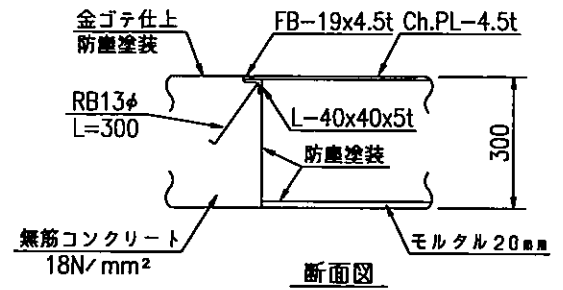 金ゴテ仕上
防塵塗装
FB-19x4.5t
Ch.PL-4.5t
RB13φ
L=300
L-40x40x5t
防塵塗装
300
無筋コンクリート
18N/mm²
モルタル20mm
断面図